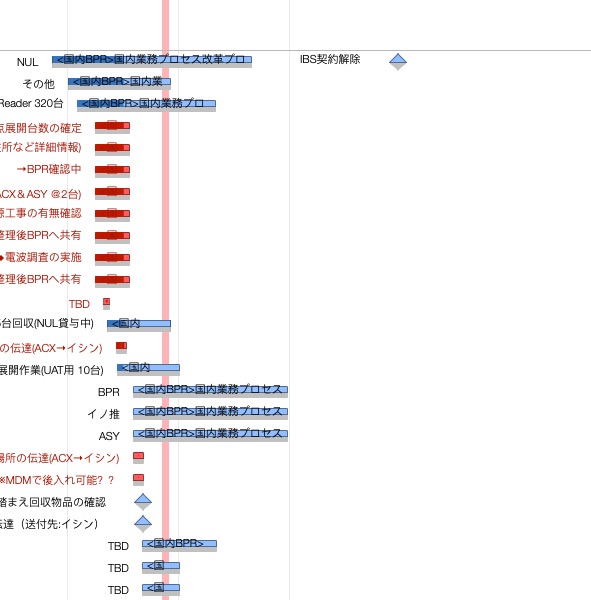 NUL <国内BPR>国内業務プロセス改革プロ IBS契約解除
その他 <国内BPR>国内業
Reader 320台 <国内BPR>国内業務プロ
点展開台数の確定
所など詳細情報)
→BPR確認中
ACX＆ASY @2台)
源工事の有無確認
整理後BPRへ共有
電波調査の実施
整理後BPRへ共有
TBD
台回収(NUL貸与中) <国内
の伝達(ACX→イシン)
展開作業(UAT用 10台) <国内
BPR <国内BPR>国内業務プロセス
イノ推 <国内BPR>国内業務プロセス
ASY <国内BPR>国内業務プロセス
場所の伝達(ACX→イシン)
※MDMで後入れ可能？？
踏まえ回収物品の確認
伝達（送付先:イシン）
TBD <国内BPR>
TBD <国
TBD <国